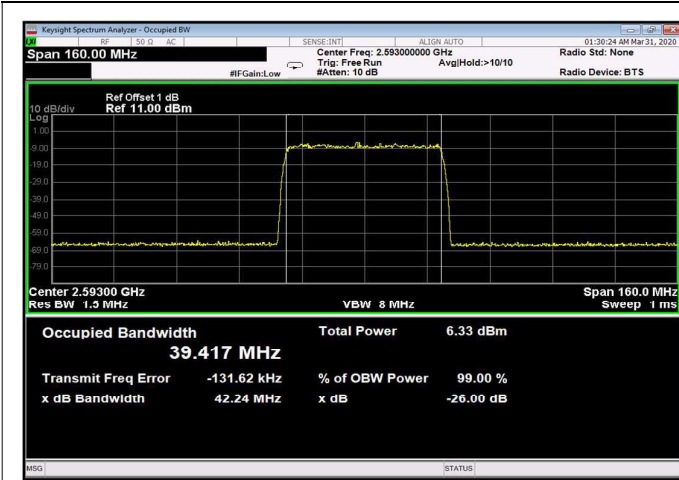 Keysight Spectrum Analyzer - Occupied BW
RF 50 Ω AC SENSE:INT ALIGN AUTO 01:30:24 AM Mar 31, 2020
Span 160.00 MHz Center Freq: 2.593000000 GHz Radio Std: None
Trig: Free Run Avg|Hold:>10/10
#IFGain:Low #Atten: 10 dB Radio Device: BTS
Ref Offset 1 dB
10 dB/div Ref 11.00 dBm
Log
1.00
-9.00
-19.0
-29.0
-39.0
-49.0
-59.0
-69.0
-79.0
Center 2.59300 GHz Span 160.0 MHz
Res BW 1.5 MHz VBW 8 MHz Sweep 1 ms
Occupied Bandwidth Total Power 6.33 dBm
39.417 MHz
Transmit Freq Error -131.62 kHz % of OBW Power 99.00 %
x dB Bandwidth 42.24 MHz x dB -26.00 dB
MSG STATUS